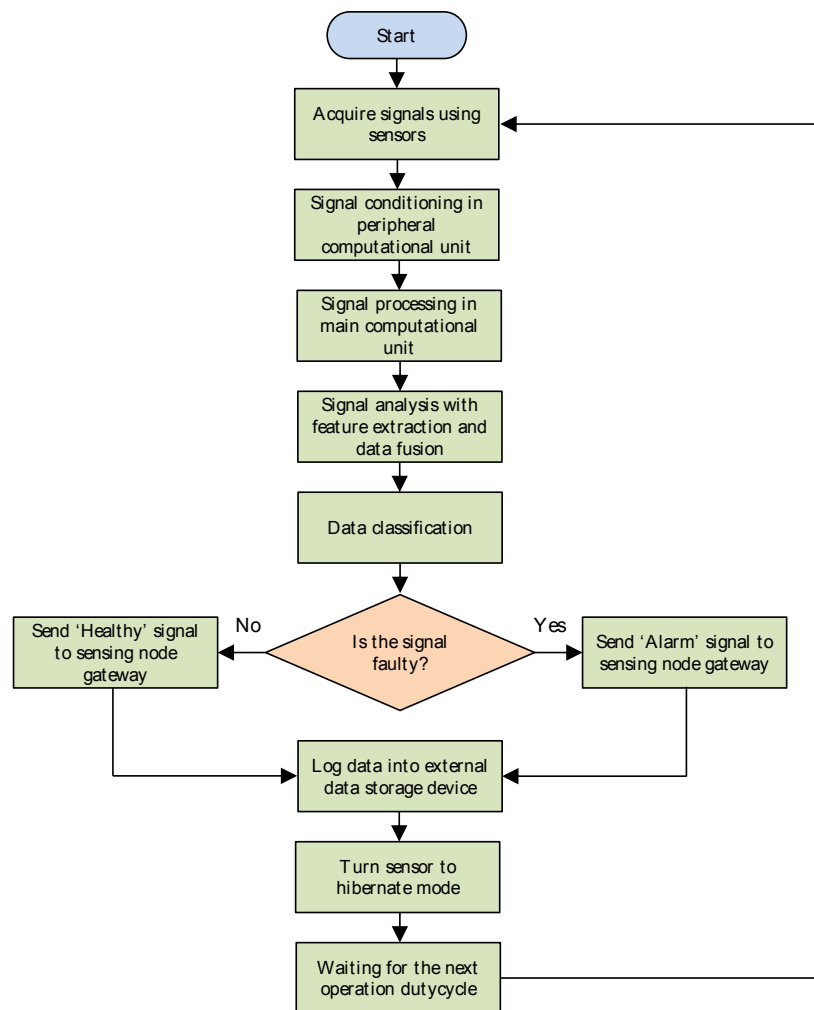 Start
Acquire signals using
sensors
Signal conditioning in
peripheral
computational unit
Signal processing in
main computational
unit
Signal analysis with
feature extraction and
data fusion
Data classification
Is the signal
faulty?
No
Yes
Send ‘Healthy’ signal
to sensing node
gateway
Send ‘Alarm’ signal to
sensing node gateway
Log data into external
data storage device
Turn sensor to
hibernate mode
Waiting for the next
operation dutycycle